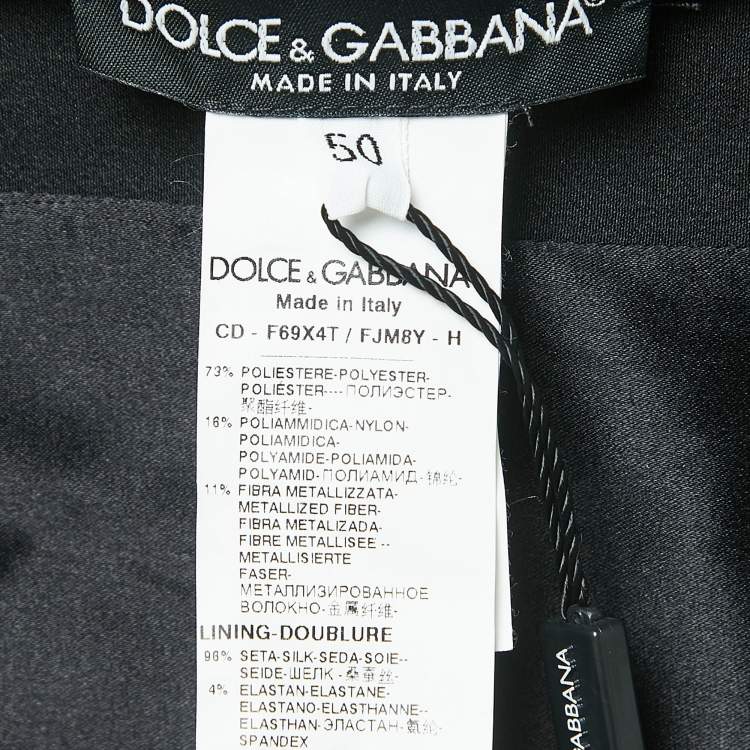 DOLCE & GABBANA
MADE IN ITALY
50
DOLCE & GABBANA
Made in Italy
CD - F69X4T / FJM8Y - H
73% POLIESTERE-POLYESTER-
POLIÉSTER----ПОЛИЭСТЕР-
聚酯纤维-
16% POLIAMMIDICA-NYLON-
POLIAMIDICA-
POLYAMIDE-POLIAMIDA-
POLYAMID-ПОЛИАМИД-锦纶-
11% FIBRA METALLIZZATA-
METALLIZED FIBER-
FIBRA METALIZADA-
FIBRE METALLISEE --
METALLISIERTE
FASER-
МЕТАЛЛИЗИРОВАННОЕ
ВОЛОКНО-金属纤维-
LINING-DOUBLURE
96% SETA-SILK-SEDA-SOIE--
SEIDE-ШЕЛК -桑蚕丝-
4% ELASTAN-ELASTANE-
ELASTANO-ELASTHANNE--
ELASTHAN-ЭЛАСТАН-氨纶-
SPANDEX
GABBANA